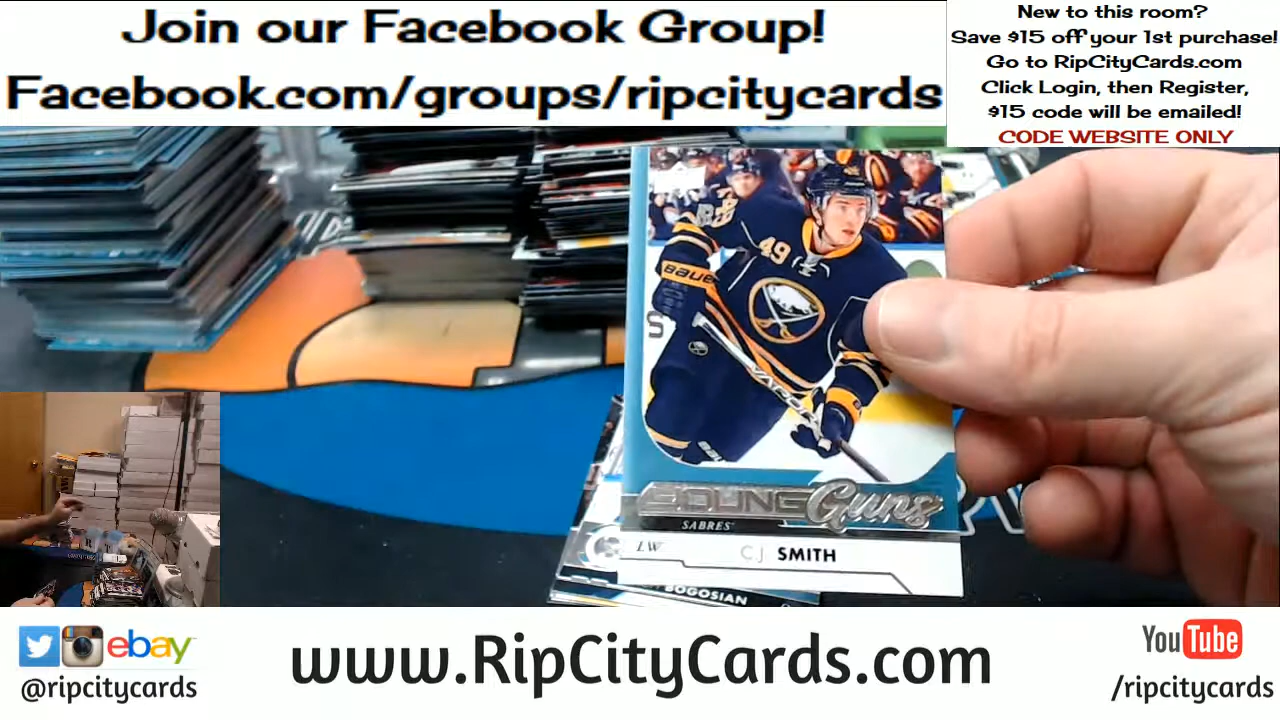 Join our Facebook Group!
Facebook.com/groups/ripcitycards
New to this room?
Save $15 off your 1st purchase!
Go to RipCityCards.com
Click Login, then Register,
$15 code will be emailed!
CODE WEBSITE ONLY
49
BAUER
VAPOR
YOUNG Guns
SABRES
LW CJ SMITH
BOGOSIAN
ebay
@ripcitycards
www.RipCityCards.com
YouTube
/ripcitycards